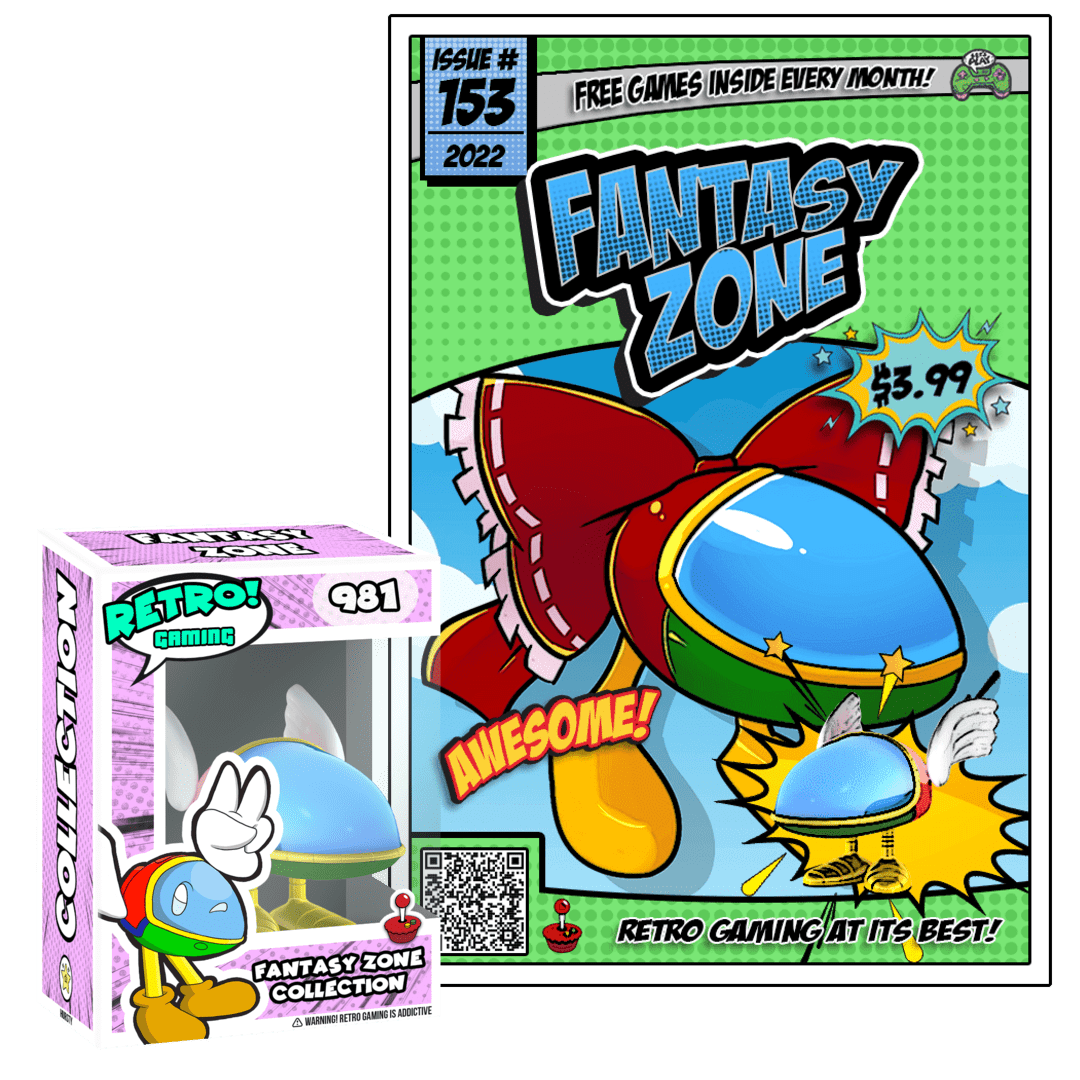 ISSUE #
153
2022
FREE GAMES INSIDE EVERY MONTH!
FANTASY
ZONE
$3.99
AWESOME!
RETRO GAMING AT ITS BEST!
FANTASY
ZONE
RETRO!
GAMING
981
COLLECTION
FANTASY ZONE
COLLECTION
⚠ WARNING! RETRO GAMING IS ADDICTIVE